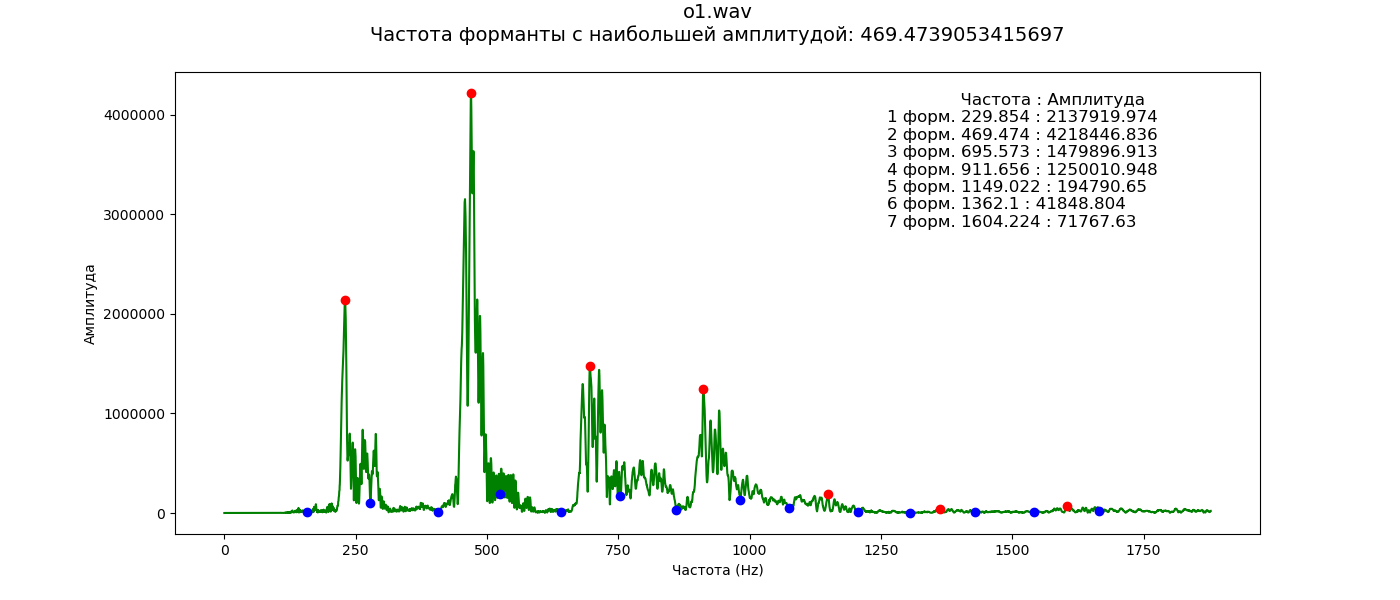 o1.wav
Частота форманты с наибольшей амплитудой: 469.4739053415697
Частота : Амплитуда
1 форм. 229.854 : 2137919.974
2 форм. 469.474 : 4218446.836
3 форм. 695.573 : 1479896.913
4 форм. 911.656 : 1250010.948
5 форм. 1149.022 : 194790.65
6 форм. 1362.1 : 41848.804
7 форм. 1604.224 : 71767.63
Амплитуда
4000000
3000000
2000000
1000000
0
0 250 500 750 1000 1250 1500 1750
Частота (Hz)